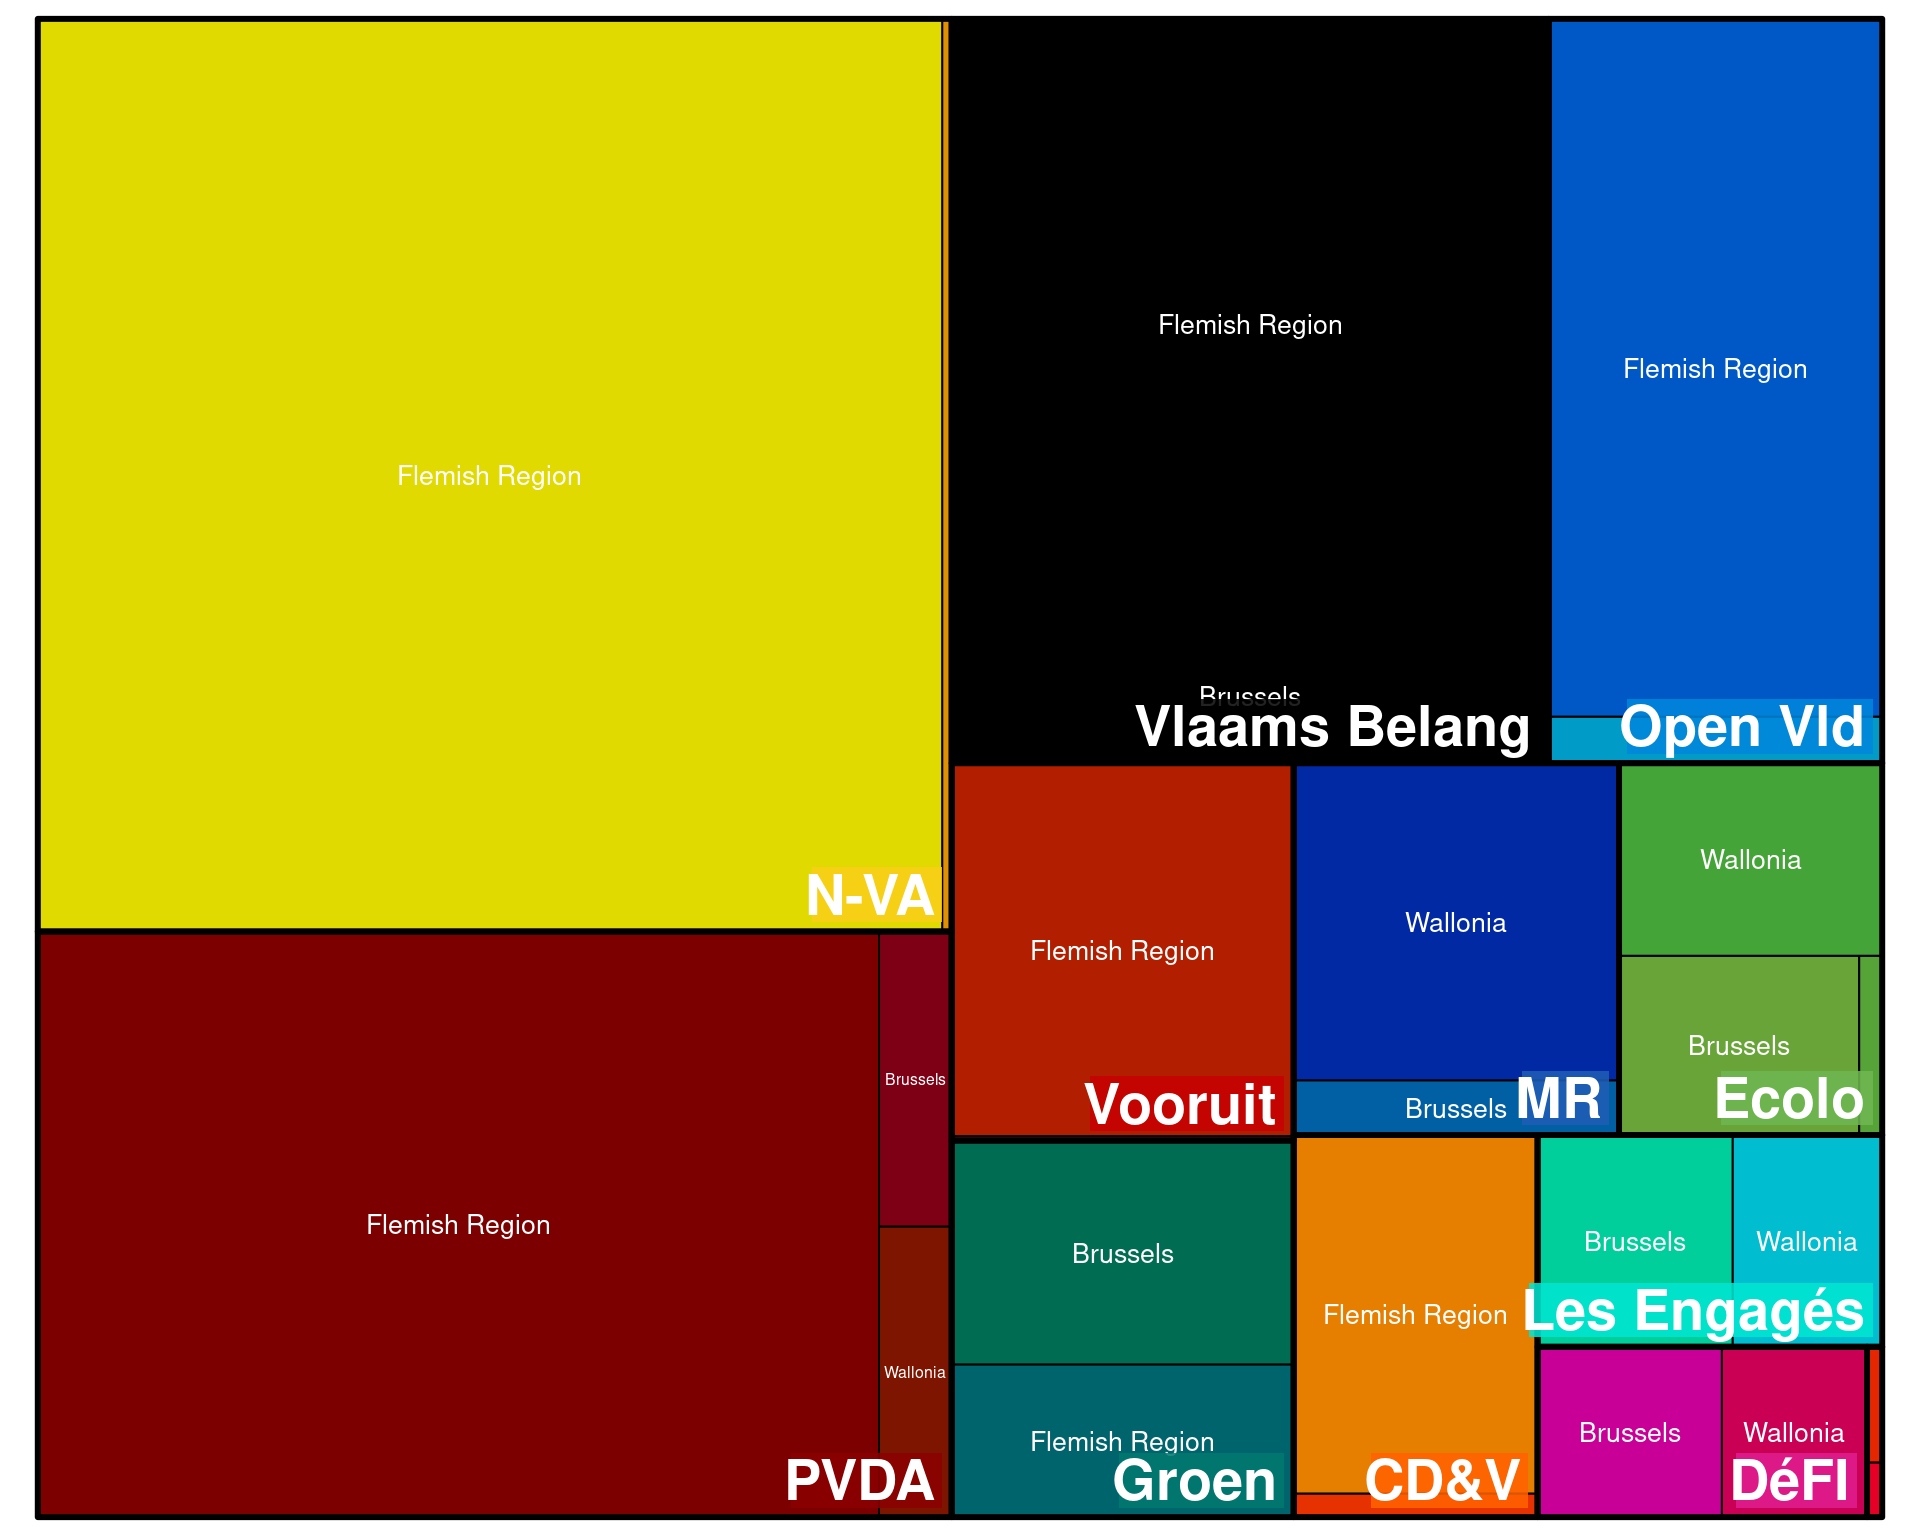 Flemish Region
N-VA
Flemish Region
Brussels
Wallonia
PVDA
Flemish Region
Brussels
Vlaams Belang
Flemish Region
Open Vld
Flemish Region
Vooruit
Wallonia
Brussels
MR
Wallonia
Brussels
Ecolo
Brussels
Flemish Region
Groen
Flemish Region
CD&V
Brussels
Wallonia
Les Engagés
Brussels
Wallonia
DéFI